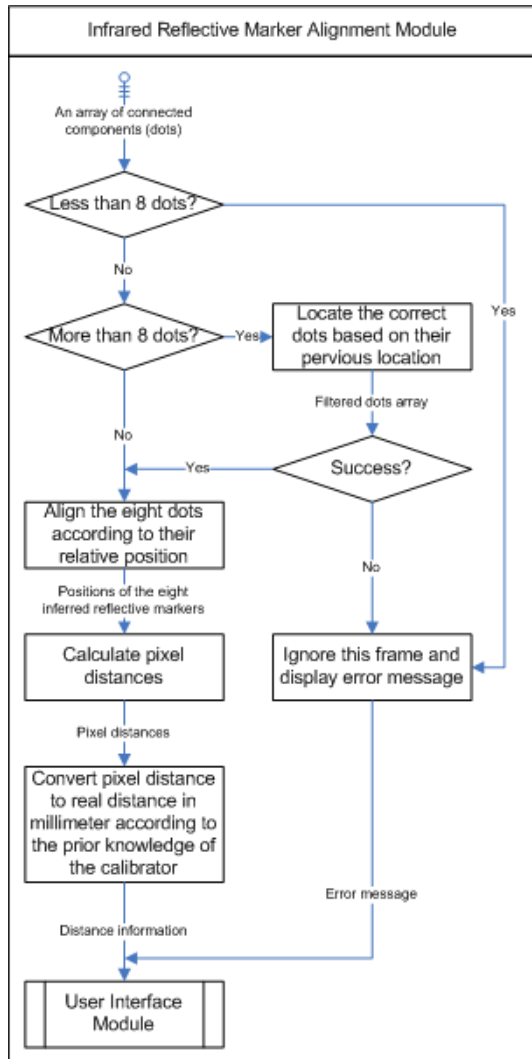 Infrared Reflective Marker Alignment Module
An array of connected
components (dots)
Less than 8 dots?
No
Yes
More than 8 dots?
Yes
Locate the correct
dots based on their
pervious location
Filtered dots array
No
Yes
Success?
Align the eight dots
according to their
relative position
No
Positions of the eight
inferred reflective markers
Calculate pixel
distances
Ignore this frame and
display error message
Pixel distances
Convert pixel distance
to real distance in
millimeter according to
the prior knowledge of
the calibrator
Error message
Distance information
User Interface
Module